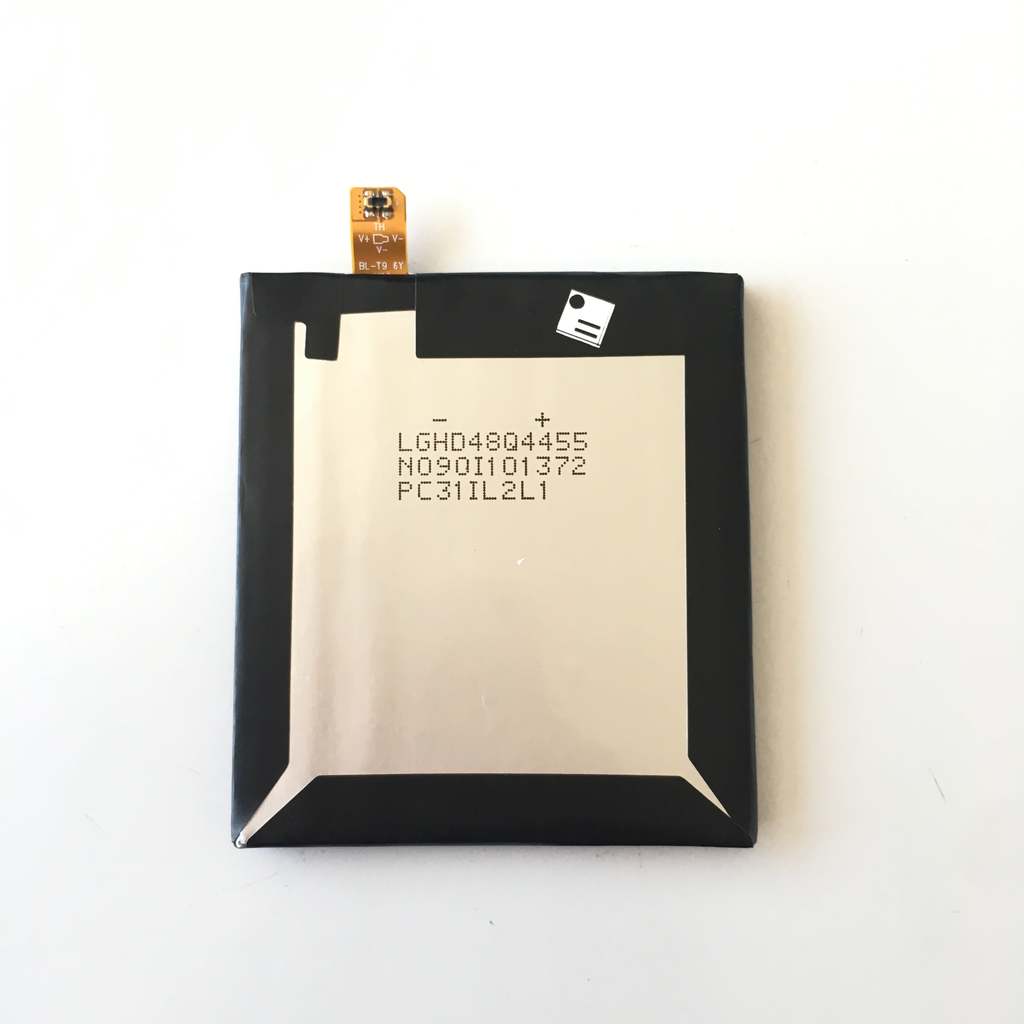 TH
V+ V-
V-
BL-T9 6Y
- +
LGHD48Q4455
N090I101372
PC31IL2L1